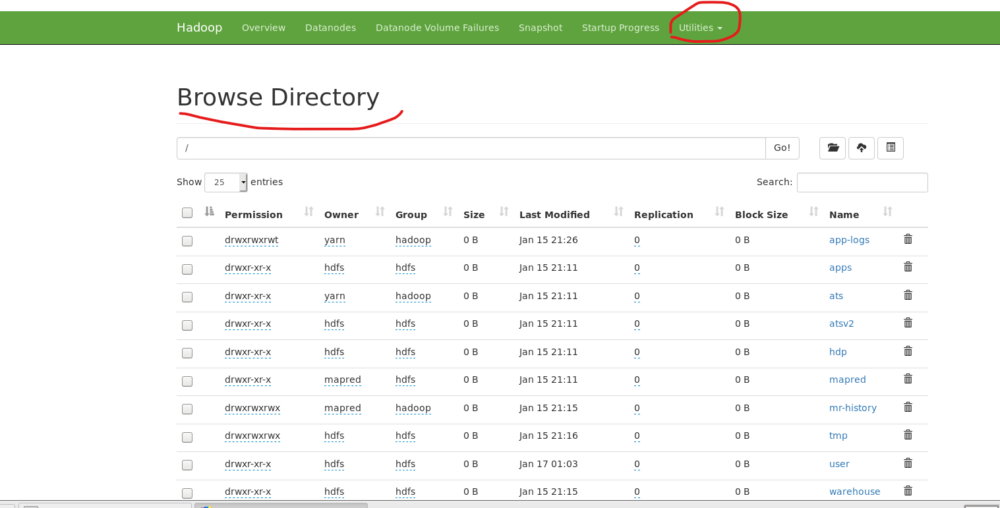 Hadoop Overview Datanodes Datanode Volume Failures Snapshot Startup Progress Utilities
Browse Directory
/ Go!
Show 25 entries Search:
Permission Owner Group Size Last Modified Replication Block Size Name
drwxrwxrwt yarn hadoop 0 B Jan 15 21:26 0 0 B app-logs
drwxr-xr-x hdfs hdfs 0 B Jan 15 21:11 0 0 B apps
drwxr-xr-x yarn hadoop 0 B Jan 15 21:11 0 0 B ats
drwxr-xr-x hdfs hdfs 0 B Jan 15 21:11 0 0 B atsv2
drwxr-xr-x hdfs hdfs 0 B Jan 15 21:11 0 0 B hdp
drwxr-xr-x mapred hdfs 0 B Jan 15 21:11 0 0 B mapred
drwxrwxrwx mapred hadoop 0 B Jan 15 21:15 0 0 B mr-history
drwxrwxrwx hdfs hdfs 0 B Jan 15 21:16 0 0 B tmp
drwxr-xr-x hdfs hdfs 0 B Jan 17 01:03 0 0 B user
drwxr-xr-x hdfs hdfs 0 B Jan 15 21:15 0 0 B warehouse